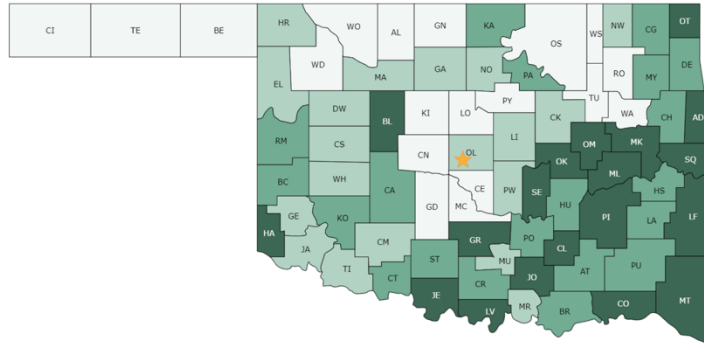 CI
TE
BE
HR
WO
AL
GN
KA
OS
WS
NW
CG
OT
WD
EL
MA
GA
NO
PA
RO
MY
DE
DW
BL
KI
LO
PY
TU
WA
CK
CH
AD
RM
CS
CN
OL
LI
OM
MK
OK
ML
SQ
BC
WH
CA
CE
PW
SE
HU
HS
GE
KO
GD
MC
PI
LA
LF
HA
JA
CM
GR
PO
CL
TI
CT
ST
MU
JO
AT
PU
CR
JE
LV
MR
BR
CO
MT